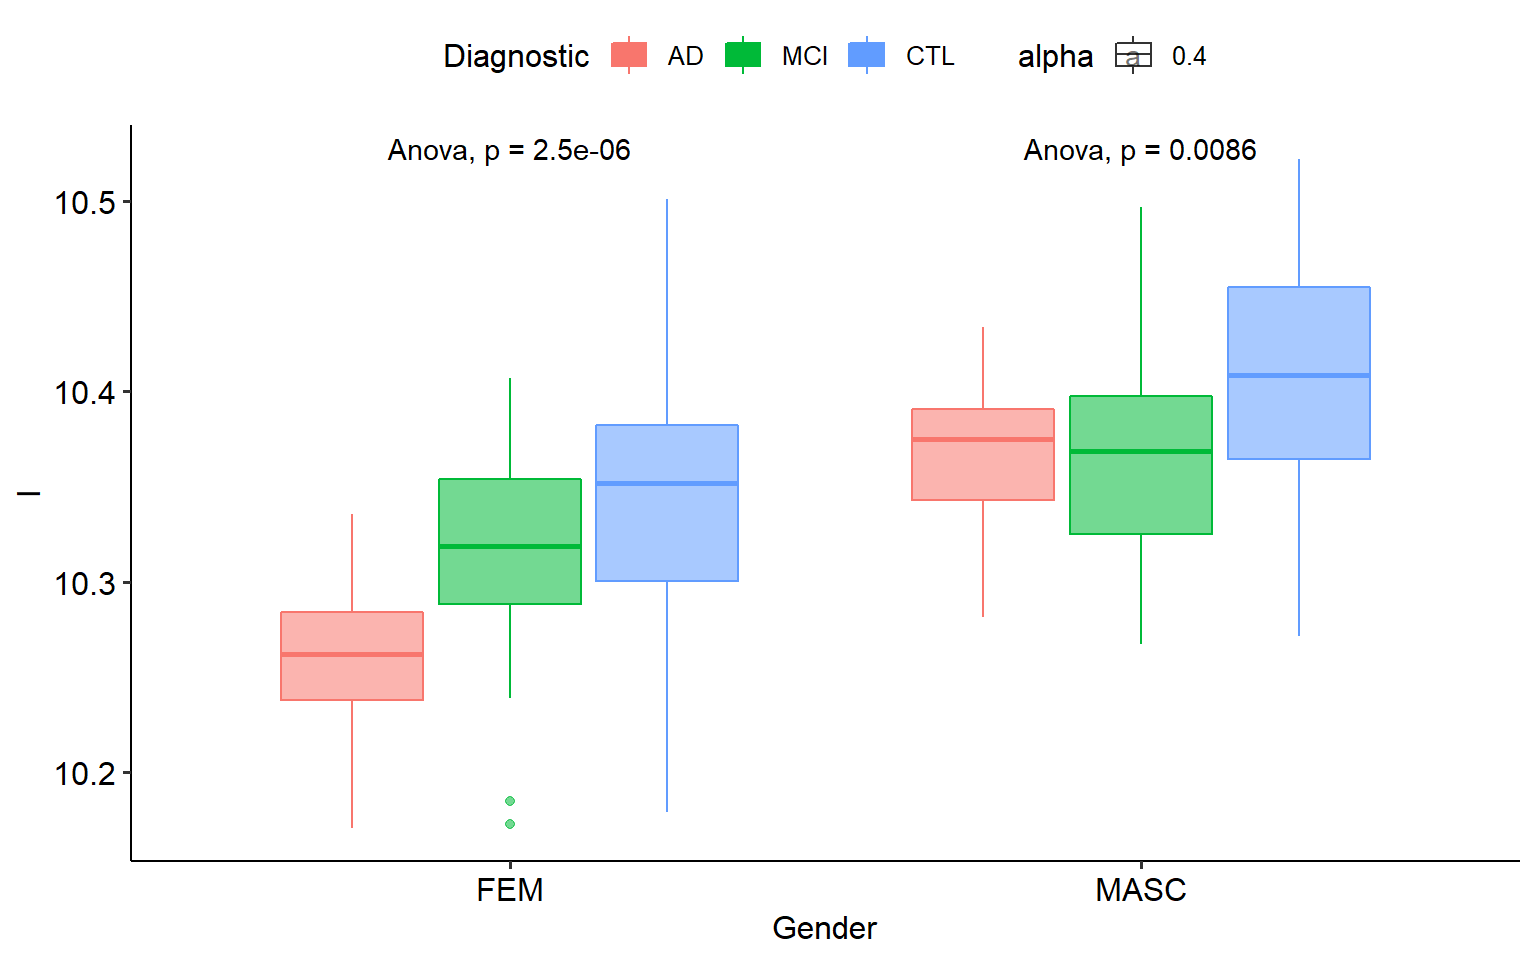 Diagnostic AD MCI CTL alpha a 0.4
Anova, p = 2.5e-06 Anova, p = 0.0086
10.5
10.4
I
10.3
10.2
FEM MASC
Gender